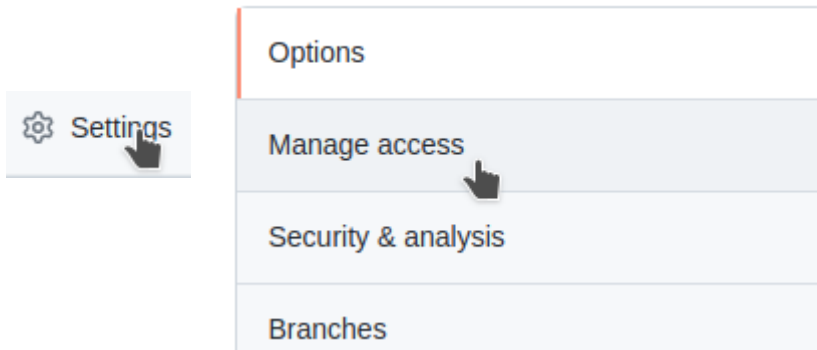 Settings
Options
Manage access
Security & analysis
Branches